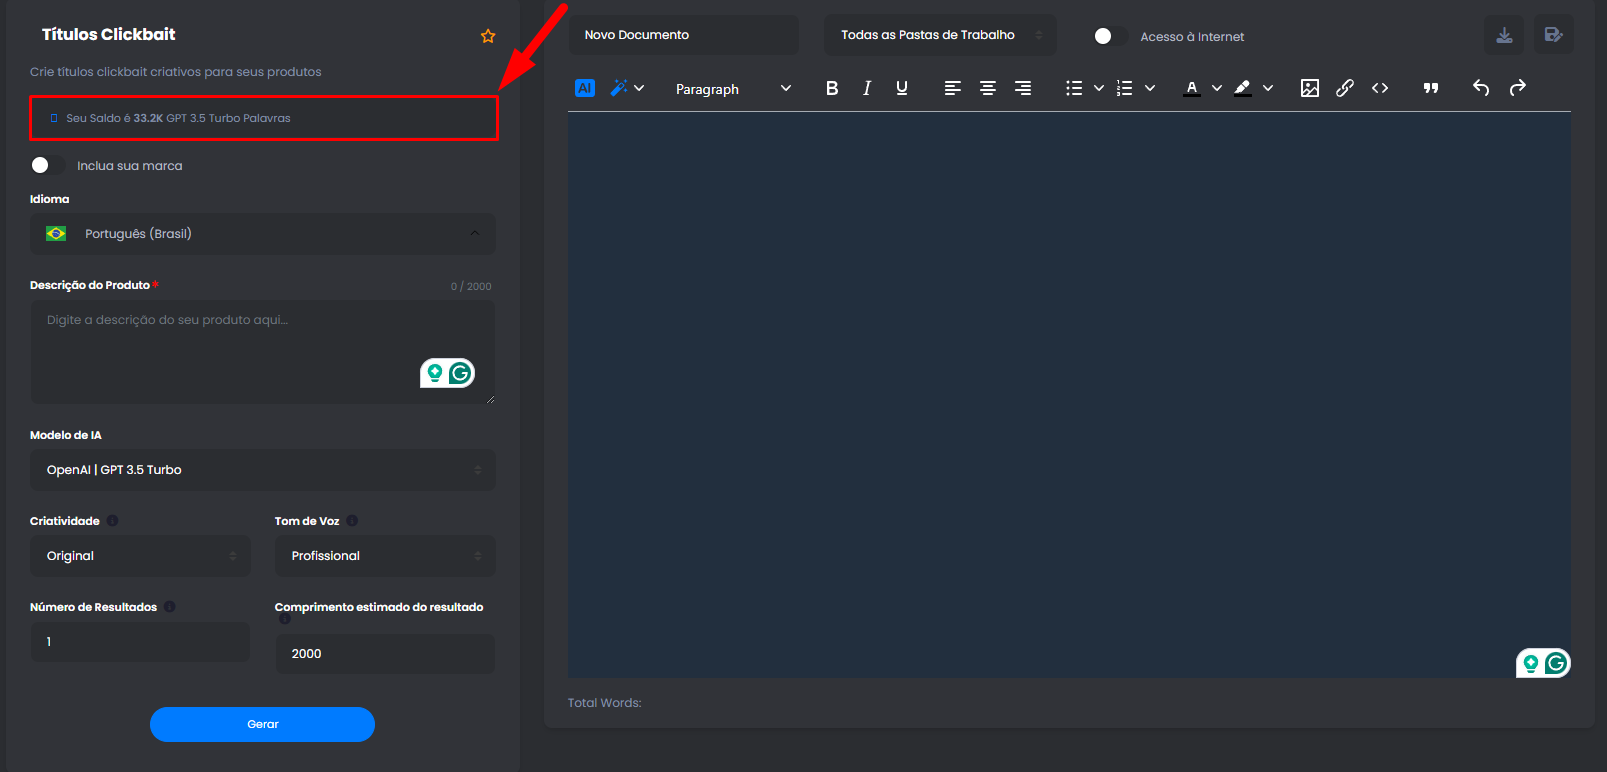 Títulos Clickbait
Crie títulos clickbait criativos para seus produtos
Seu Saldo é 33.2K GPT 3.5 Turbo Palavras
Inclua sua marca
Idioma
Português (Brasil)
Descrição do Produto *
0 / 2000
Digite a descrição do seu produto aqui...
Modelo de IA
OpenAI | GPT 3.5 Turbo
Criatividade
Tom de Voz
Original
Profissional
Número de Resultados
Comprimento estimado do resultado
1
2000
Gerar
Novo Documento
Todas as Pastas de Trabalho
Acesso à Internet
AI
Paragraph
B I U
A
Total Words: